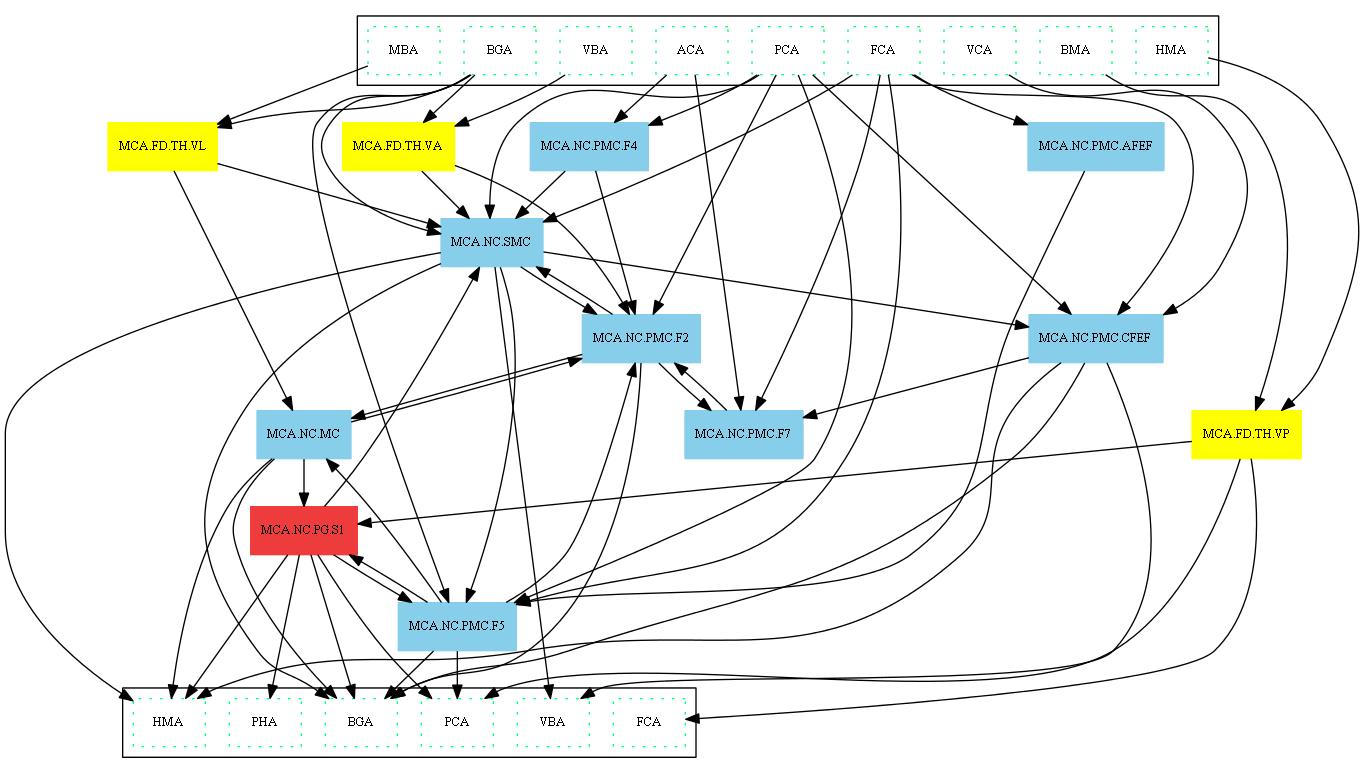 MBA BGA VBA ACA PCA FCA VCA BMA HMA
MCA.FD.TH.VL MCA.FD.TH.VA MCA.NC.PMC.F4 MCA.NC.PMC.AFEF
MCA.NC.SMC
MCA.NC.PMC.F2 MCA.NC.PMC.CFEF
MCA.NC.MC MCA.NC.PMC.F7 MCA.FD.TH.VP
MCA.NC.PG.S1
MCA.NC.PMC.F5
HMA PHA BGA PCA VBA FCA